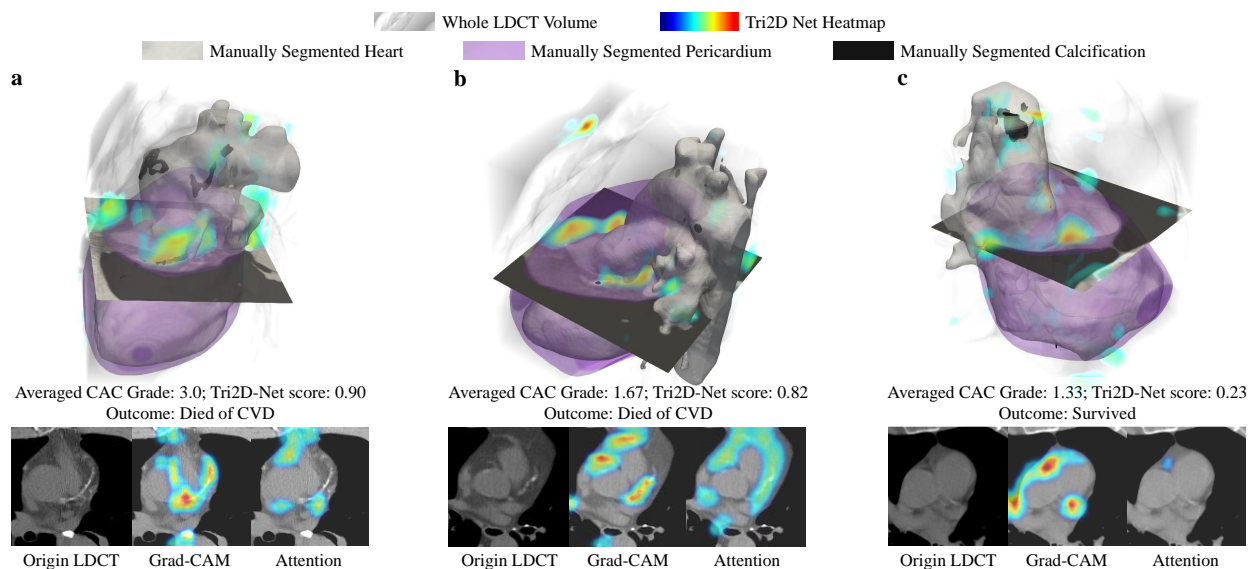 Whole LDCT Volume
Tri2D Net Heatmap
Manually Segmented Heart
Manually Segmented Pericardium
Manually Segmented Calcification
a
b
c
Averaged CAC Grade: 3.0; Tri2D-Net score: 0.90
Outcome: Died of CVD
Averaged CAC Grade: 1.67; Tri2D-Net score: 0.82
Outcome: Died of CVD
Averaged CAC Grade: 1.33; Tri2D-Net score: 0.23
Outcome: Survived
Origin LDCT
Grad-CAM
Attention
Origin LDCT
Grad-CAM
Attention
Origin LDCT
Grad-CAM
Attention